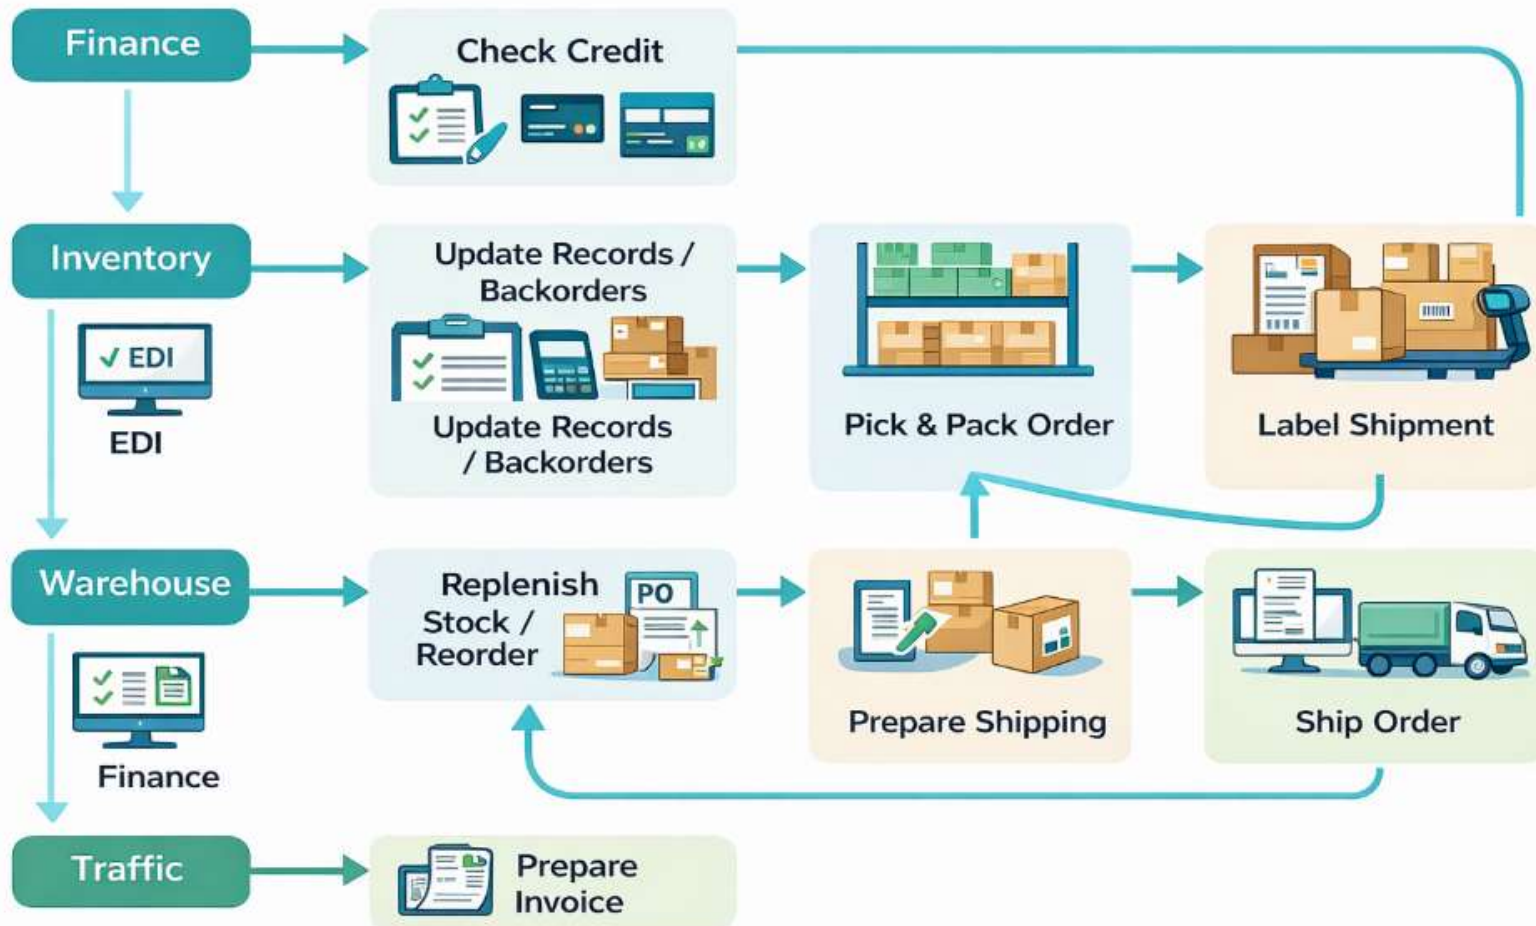 Finance
Check Credit
Inventory
Update Records /
Backorders
EDI
EDI
Update Records
/ Backorders
Pick & Pack Order
Label Shipment
Warehouse
Replenish
Stock /
Reorder
PO
Prepare Shipping
Ship Order
Finance
Traffic
Prepare
Invoice